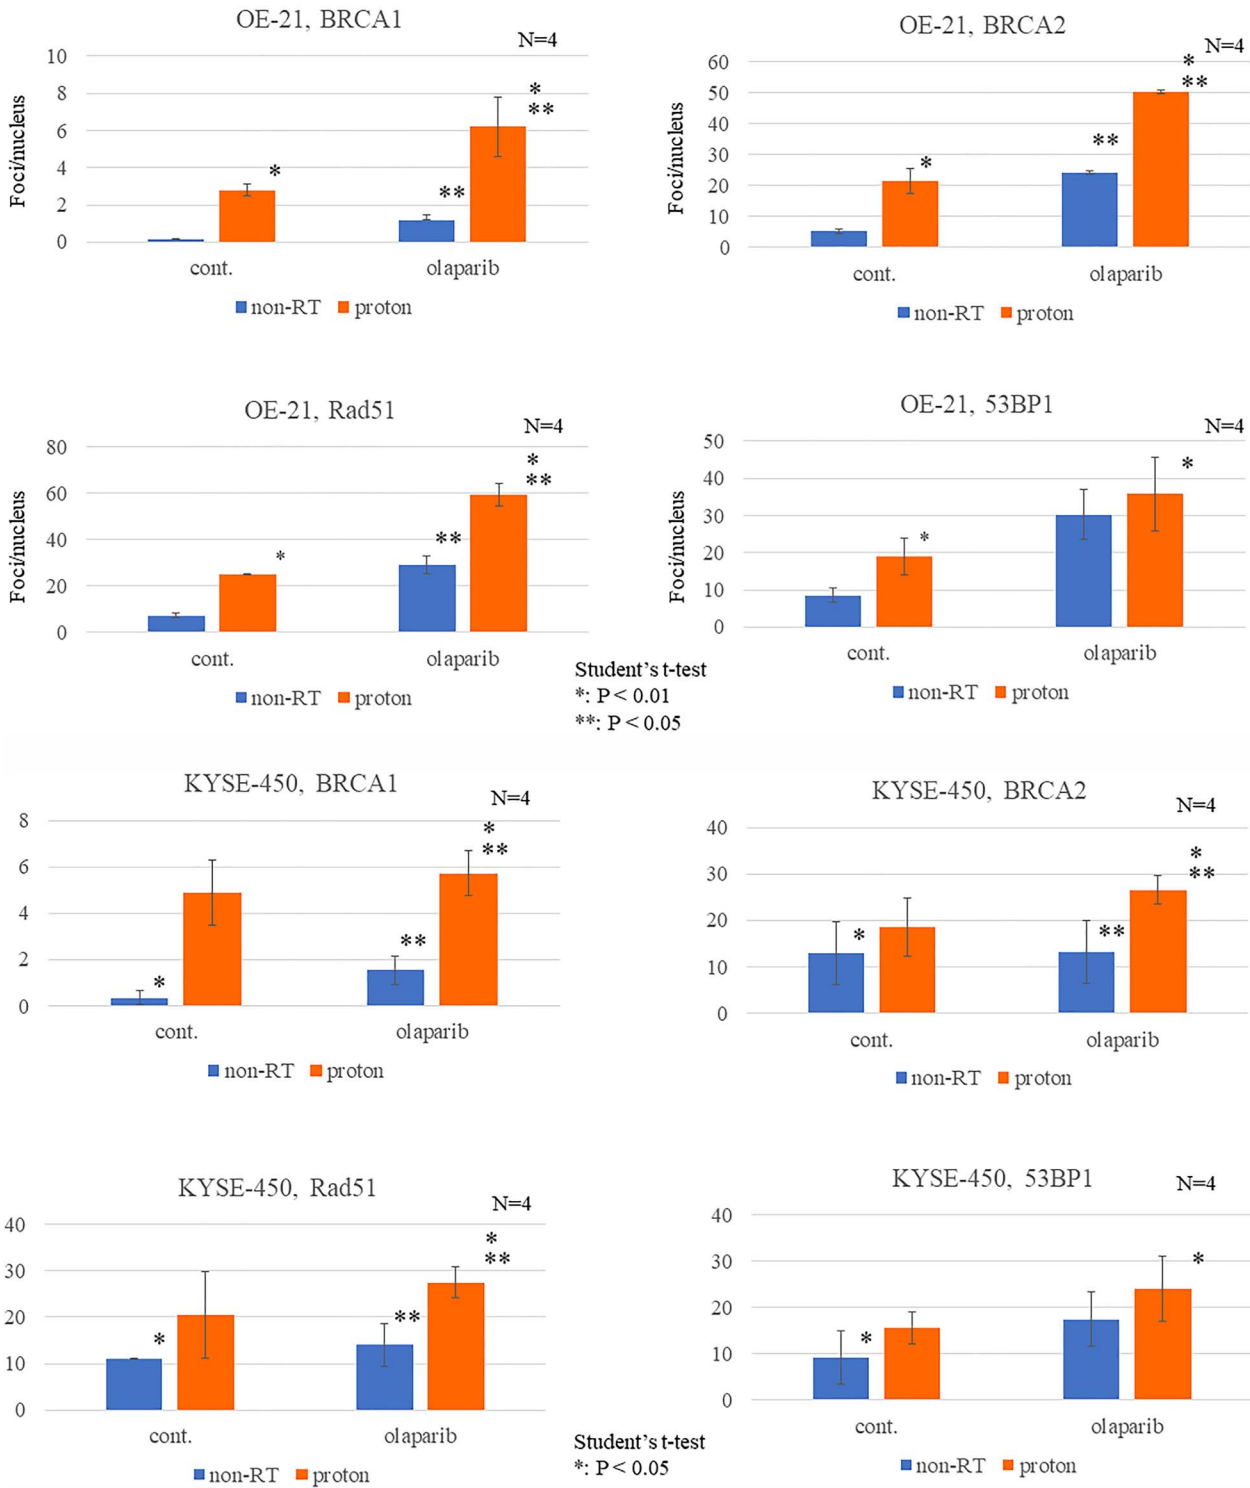 OE-21, BRCA1
N=4
Foci/nucleus
10
8
6
4
2
0
*
**
*
**
cont.
olaparib
non-RT
proton
OE-21, BRCA2
N=4
Foci/nucleus
60
50
40
30
20
10
0
*
**
*
**
cont.
olaparib
non-RT
proton
OE-21, Rad51
N=4
Foci/nucleus
80
60
40
20
0
*
**
*
**
cont.
olaparib
non-RT
proton
OE-21, 53BP1
N=4
Foci/nucleus
50
40
30
20
10
0
*
*
cont.
olaparib
non-RT
proton
Student's t-test
*: P < 0.01
**: P < 0.05
KYSE-450, BRCA1
N=4
8
6
4
2
0
*
**
*
**
cont.
olaparib
non-RT
proton
KYSE-450, BRCA2
N=4
40
30
20
10
0
*
**
*
**
cont.
olaparib
non-RT
proton
KYSE-450, Rad51
N=4
40
30
20
10
0
*
**
*
**
cont.
olaparib
non-RT
proton
KYSE-450, 53BP1
N=4
40
30
20
10
0
*
*
cont.
olaparib
non-RT
proton
Student's t-test
*: P < 0.05